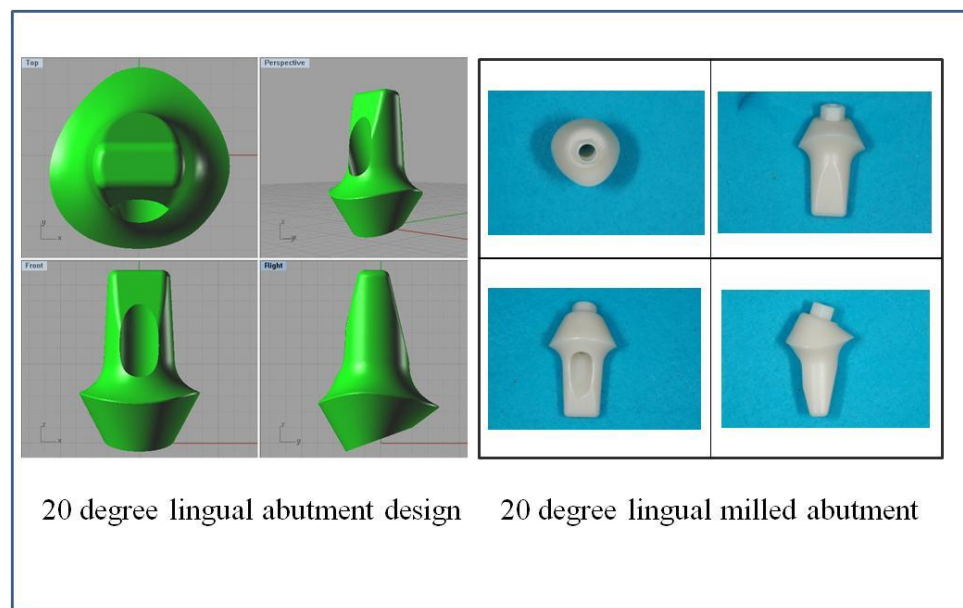 Top
Perspective
Front
Right
z
y
x
z
y
z
x
z
y
20 degree lingual abutment design
20 degree lingual milled abutment